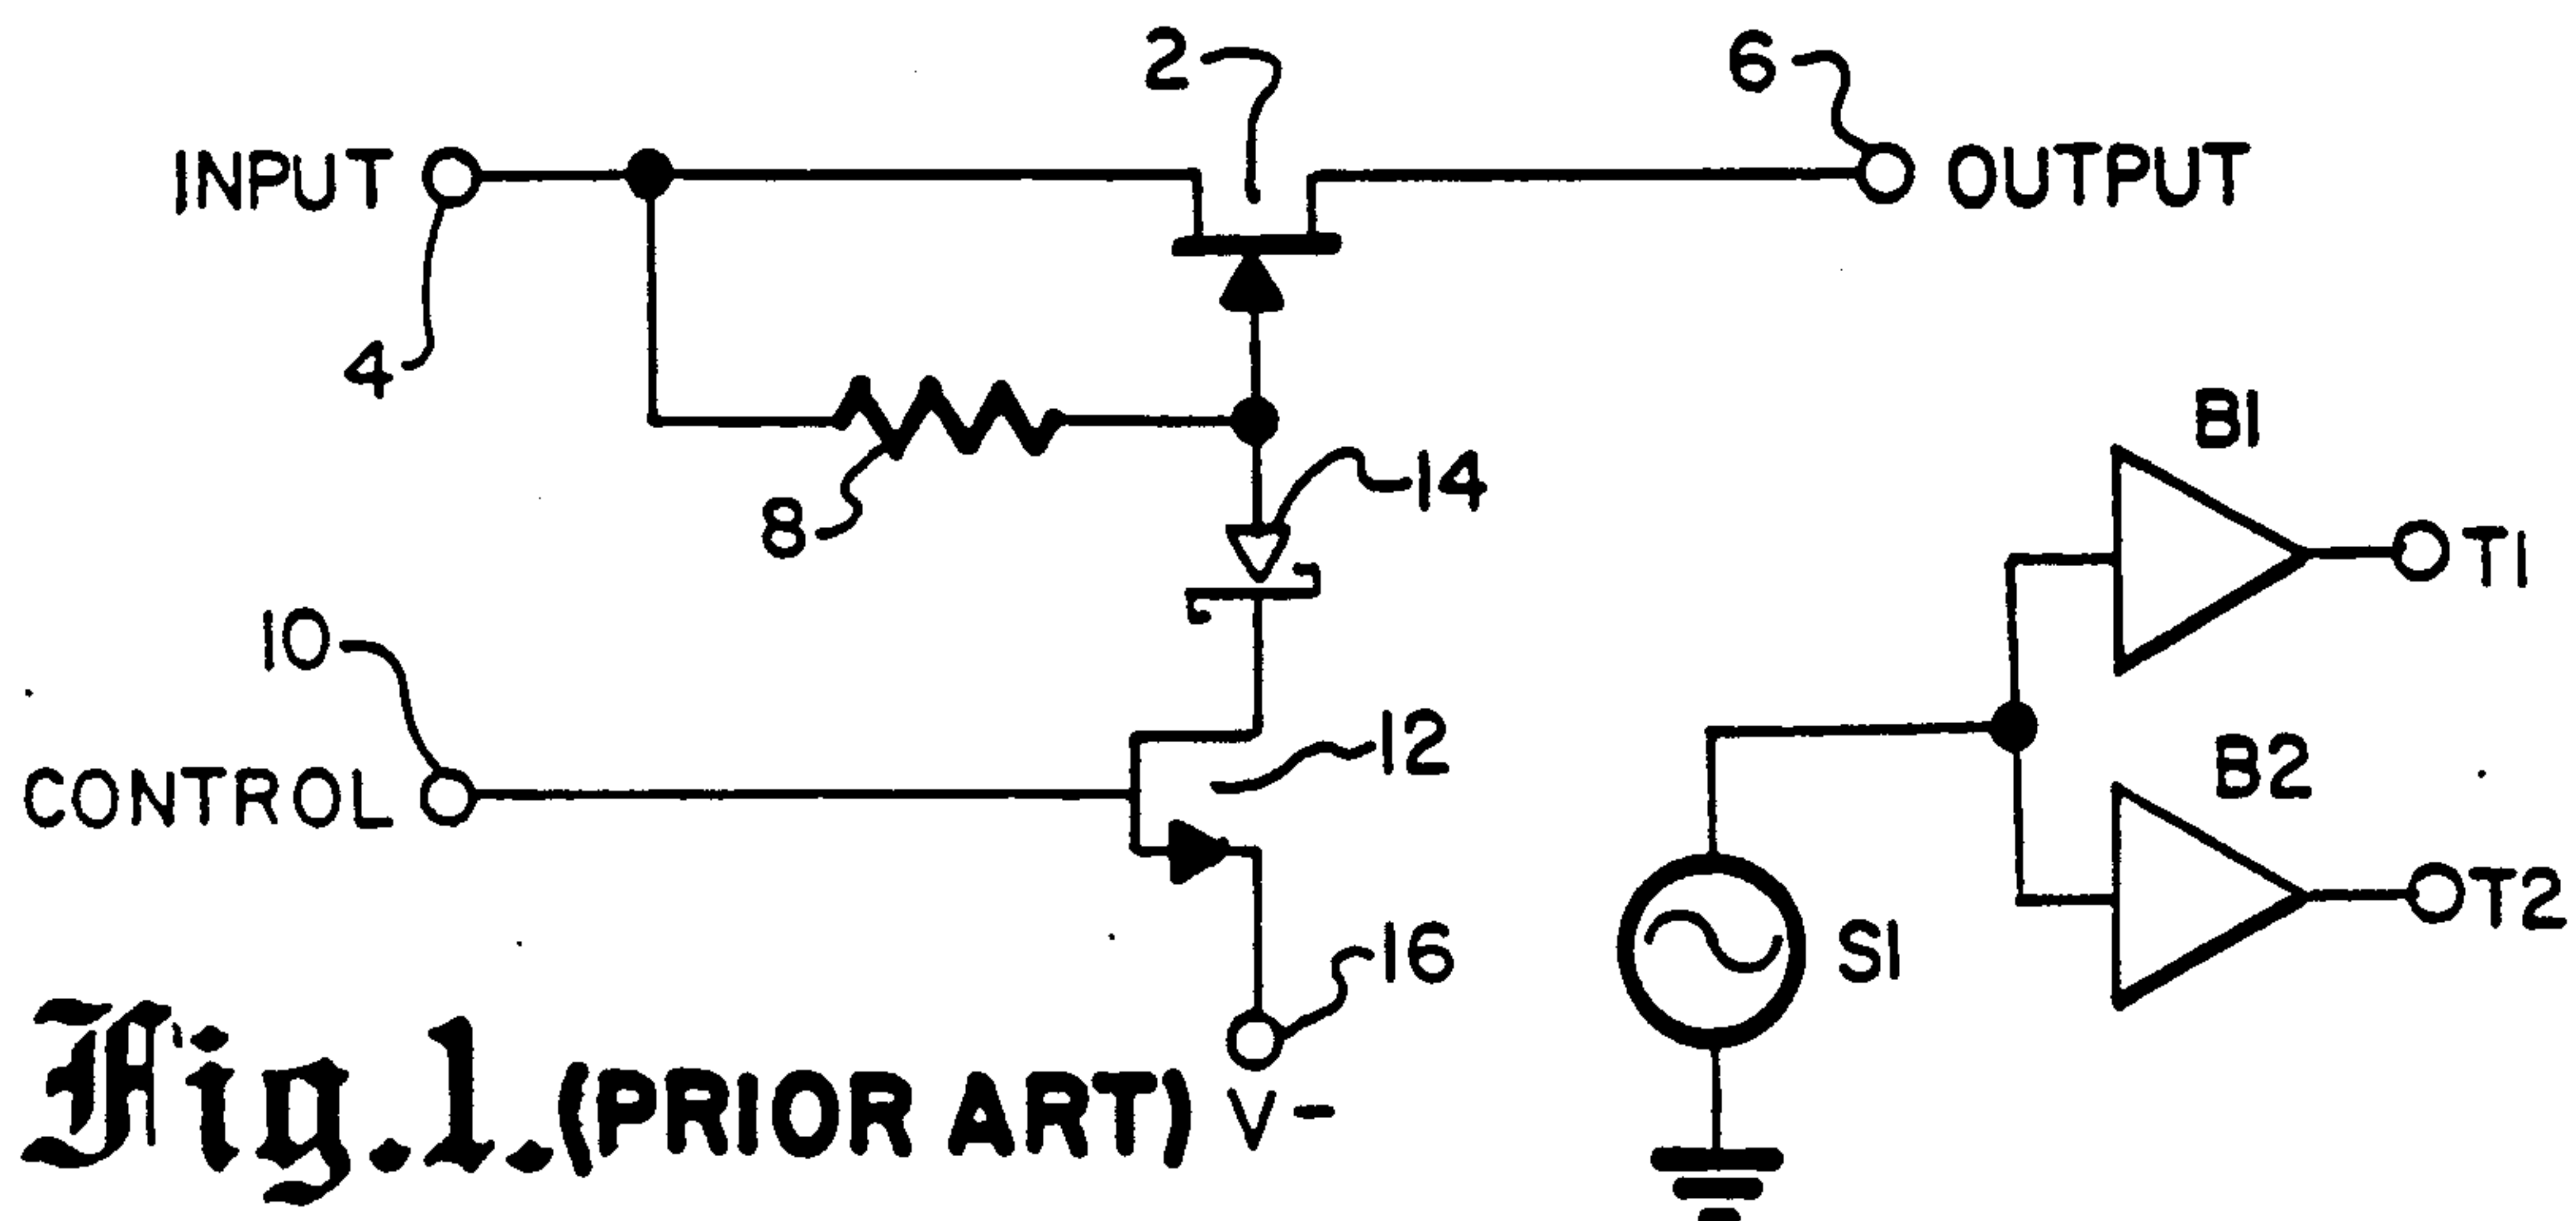 2
6
INPUT
OUTPUT
4
B1
14
8
T1
10
12
B2
CONTROL
T2
16
S1
Fig.1. (PRIOR ART)
V-